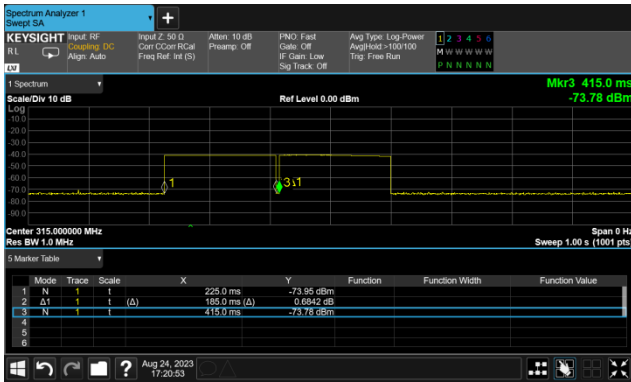 Spectrum Analyzer 1
Swept SA
+
KEYSIGHT Input: RF Input Z: 50 Ω Atten: 10 dB PNO: Fast Avg Type: Log-Power 1 2 3 4 5 6
RL Coupling: DC Corr CCorr RCal Preamp: Off Gate: Off Avg|Hold:>100/100 M W W W W W
Align: Auto Freq Ref: Int (S) IF Gain: Low Trig: Free Run P N N N N N
LXI Sig Track: Off
1 Spectrum Mkr3 415.0 ms
Scale/Div 10 dB Ref Level 0.00 dBm -73.78 dBm
Log
-10.0
-20.0
-30.0
-40.0
-50.0
-60.0
-70.0 1 3Δ1
-80.0
-90.0
Center 315.000000 MHz Span 0 Hz
Res BW 1.0 MHz Sweep 1.00 s (1001 pts)
5 Marker Table
Mode Trace Scale X Y Function Function Width Function Value
1 N 1 t 225.0 ms -73.95 dBm
2 Δ1 1 t (Δ) 185.0 ms (Δ) 0.6842 dB
3 N 1 t 415.0 ms -73.78 dBm
4
5
6
? Aug 24, 2023
17:20:53